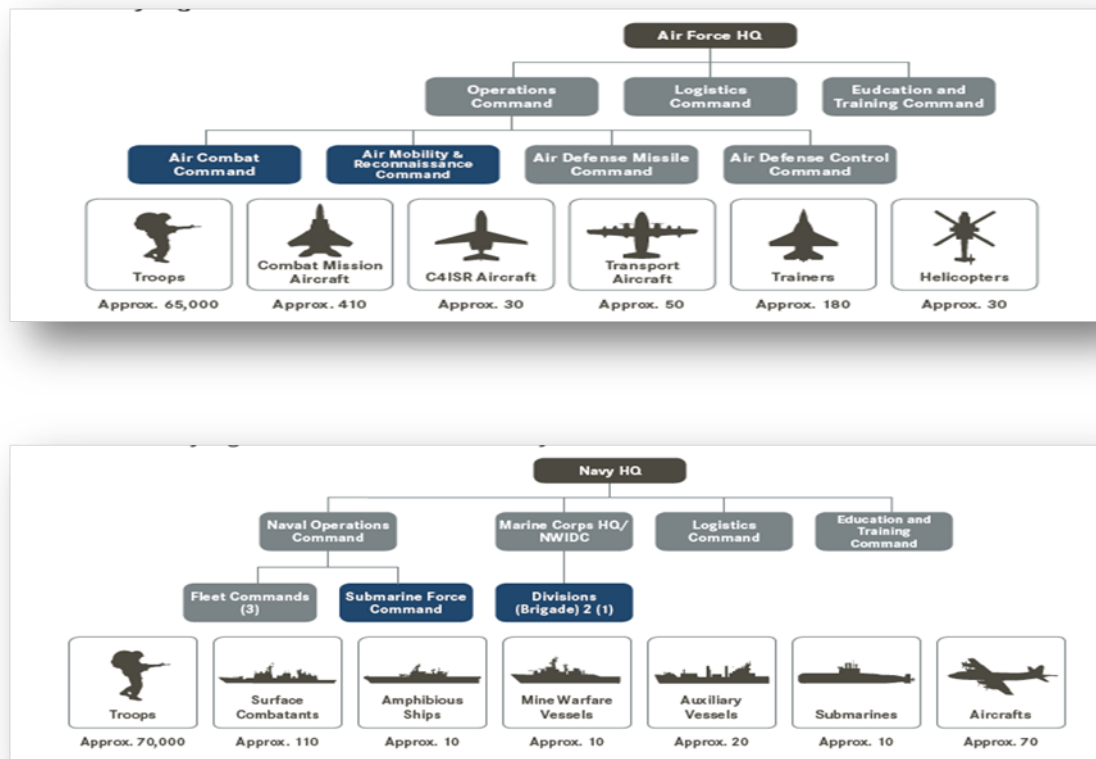 Air Force HQ
Operations
Command
Logistics
Command
Eudcation and
Training Command
Air Combat
Command
Air Mobility &
Reconnaissance
Command
Air Defense Missile
Command
Air Defense Control
Command
Troops
Combat Mission
Aircraft
C4ISR Aircraft
Transport
Aircraft
Trainers
Helicopters
Approx. 65,000
Approx. 410
Approx. 30
Approx. 50
Approx. 180
Approx. 30
Navy HQ
Naval Operations
Command
Marine Corps HQ/
NWIDC
Logistics
Command
Education and
Training
Command
Fleet Commands
(3)
Submarine Force
Command
Divisions
(Brigade) 2 (1)
Troops
Surface
Combatants
Amphibious
Ships
Mine Warfare
Vessels
Auxiliary
Vessels
Submarines
Aircrafts
Approx. 70,000
Approx. 110
Approx. 10
Approx. 10
Approx. 20
Approx. 10
Approx. 70